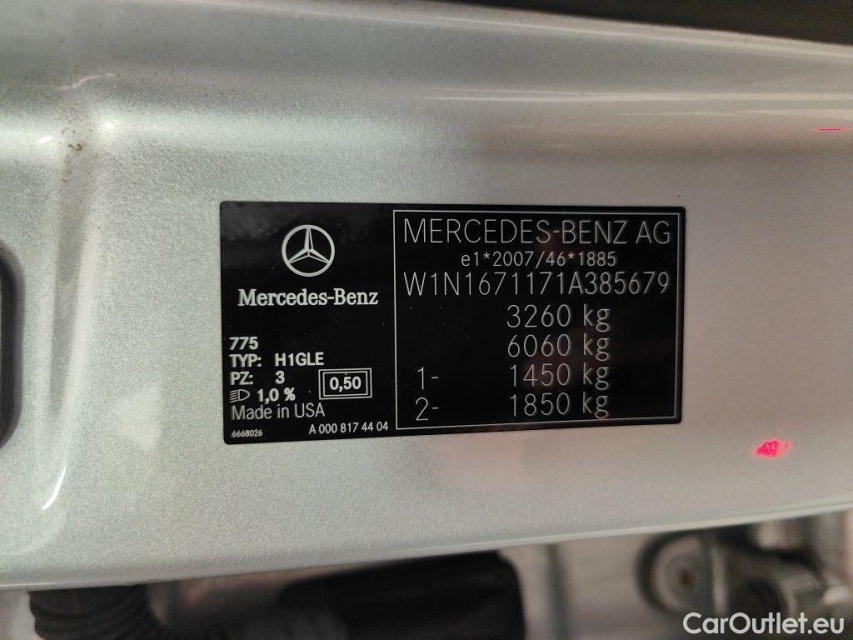 Mercedes-Benz
775
TYP: H1GLE
PZ: 3
1,0 %
0,50
Made in USA
6668026
A 000 817 44 04
MERCEDES-BENZ AG
e1*2007/46*1885
W1N1671171A385679
3260 kg
6060 kg
1- 1450 kg
2- 1850 kg
CarOutlet.eu